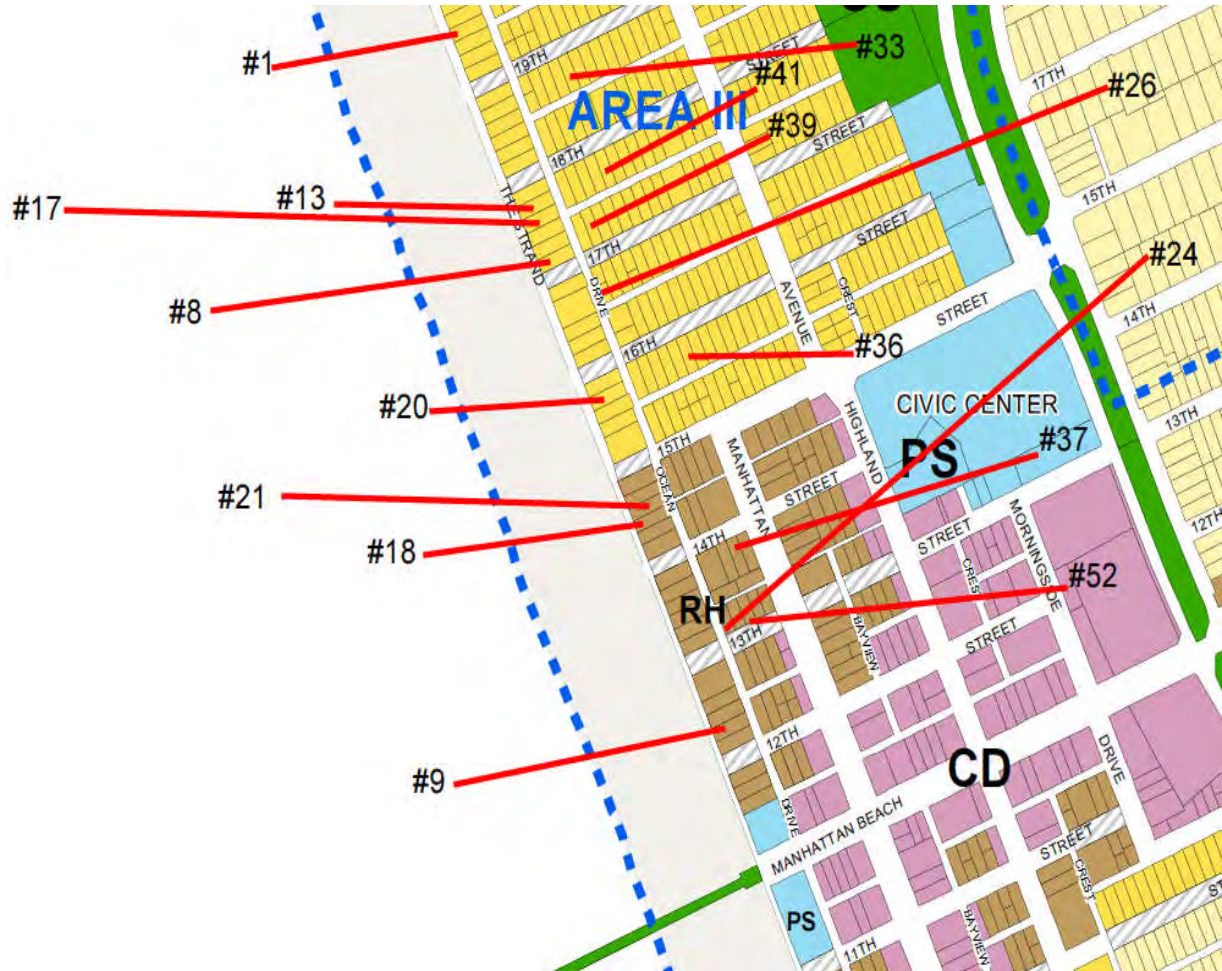 #1
19TH
STREET
#33
#41
#26
17TH
AREA III
#39
STREET
18TH
#17
#13
THE STRAND
17TH
15TH
STREET
#24
#8
DRIVE
CREST
AVENUE
STREET
14TH
16TH
#36
#20
CIVIC CENTER
HIGHLAND
13TH
15TH
MANHATTAN
PS
#37
OCEAN
#21
STREET
MORNINGSIDE
12TH
#18
14TH
STREET
CREST
#52
RH
13TH
BAYVIEW
STREET
12TH
#9
CD
DRIVE
DRIVE
MANHATTAN BEACH
STREET
CREST
PS
BAYVIEW
11TH